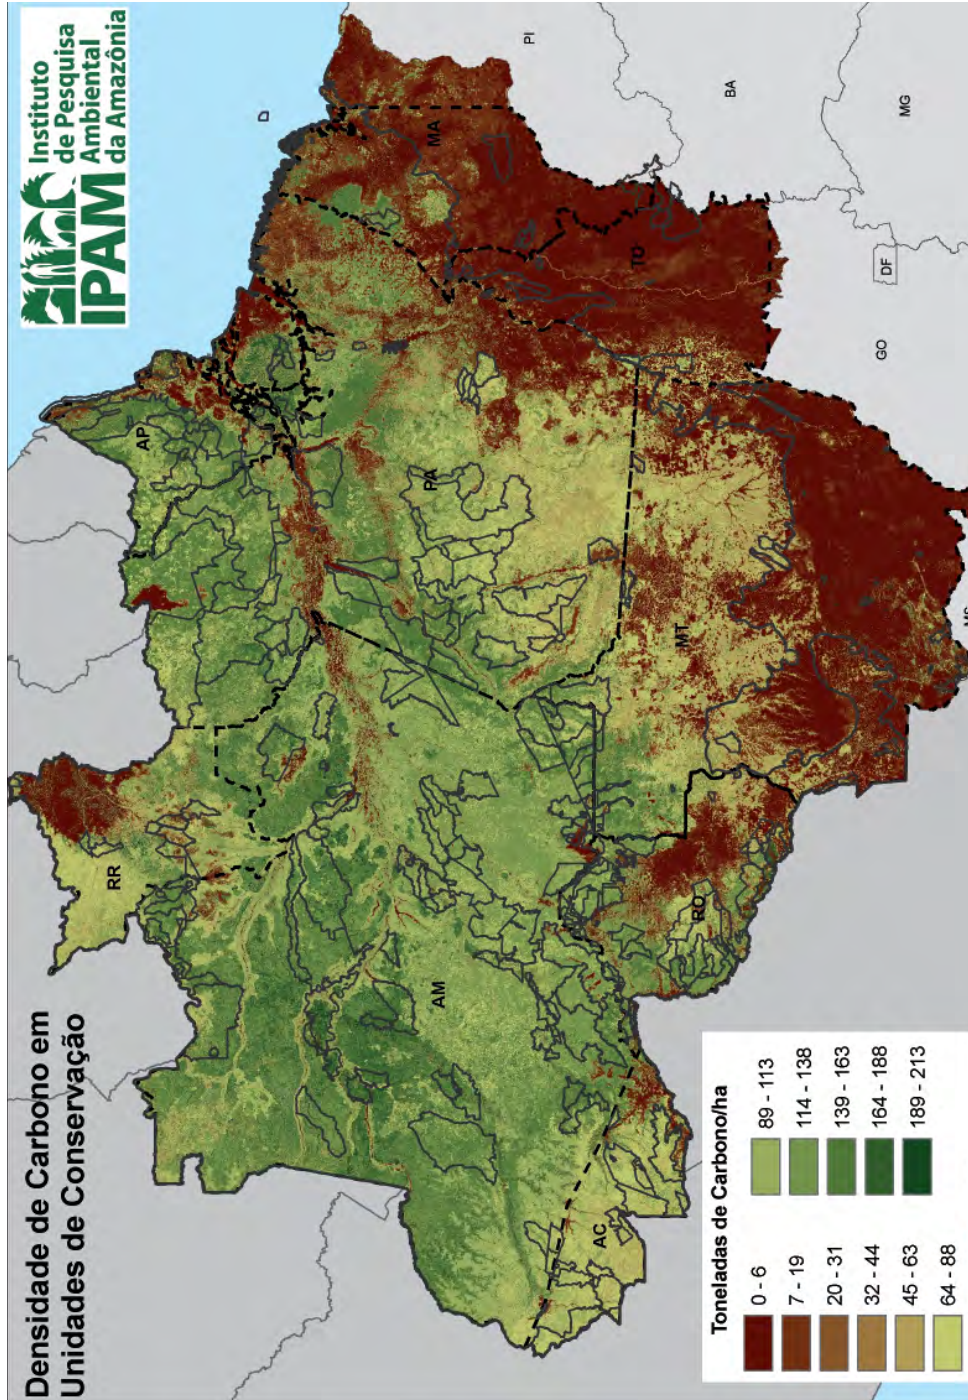 Densidade de Carbono em
Unidades de Conservação
IPAM
Instituto
de Pesquisa
Ambiental
da Amazônia
RR
AP
AM
PA
MA
PI
AC
RO
MT
TO
BA
GO
DF
MG
Toneladas de Carbono/ha
0 - 6
7 - 19
20 - 31
32 - 44
45 - 63
64 - 88
89 - 113
114 - 138
139 - 163
164 - 188
189 - 213